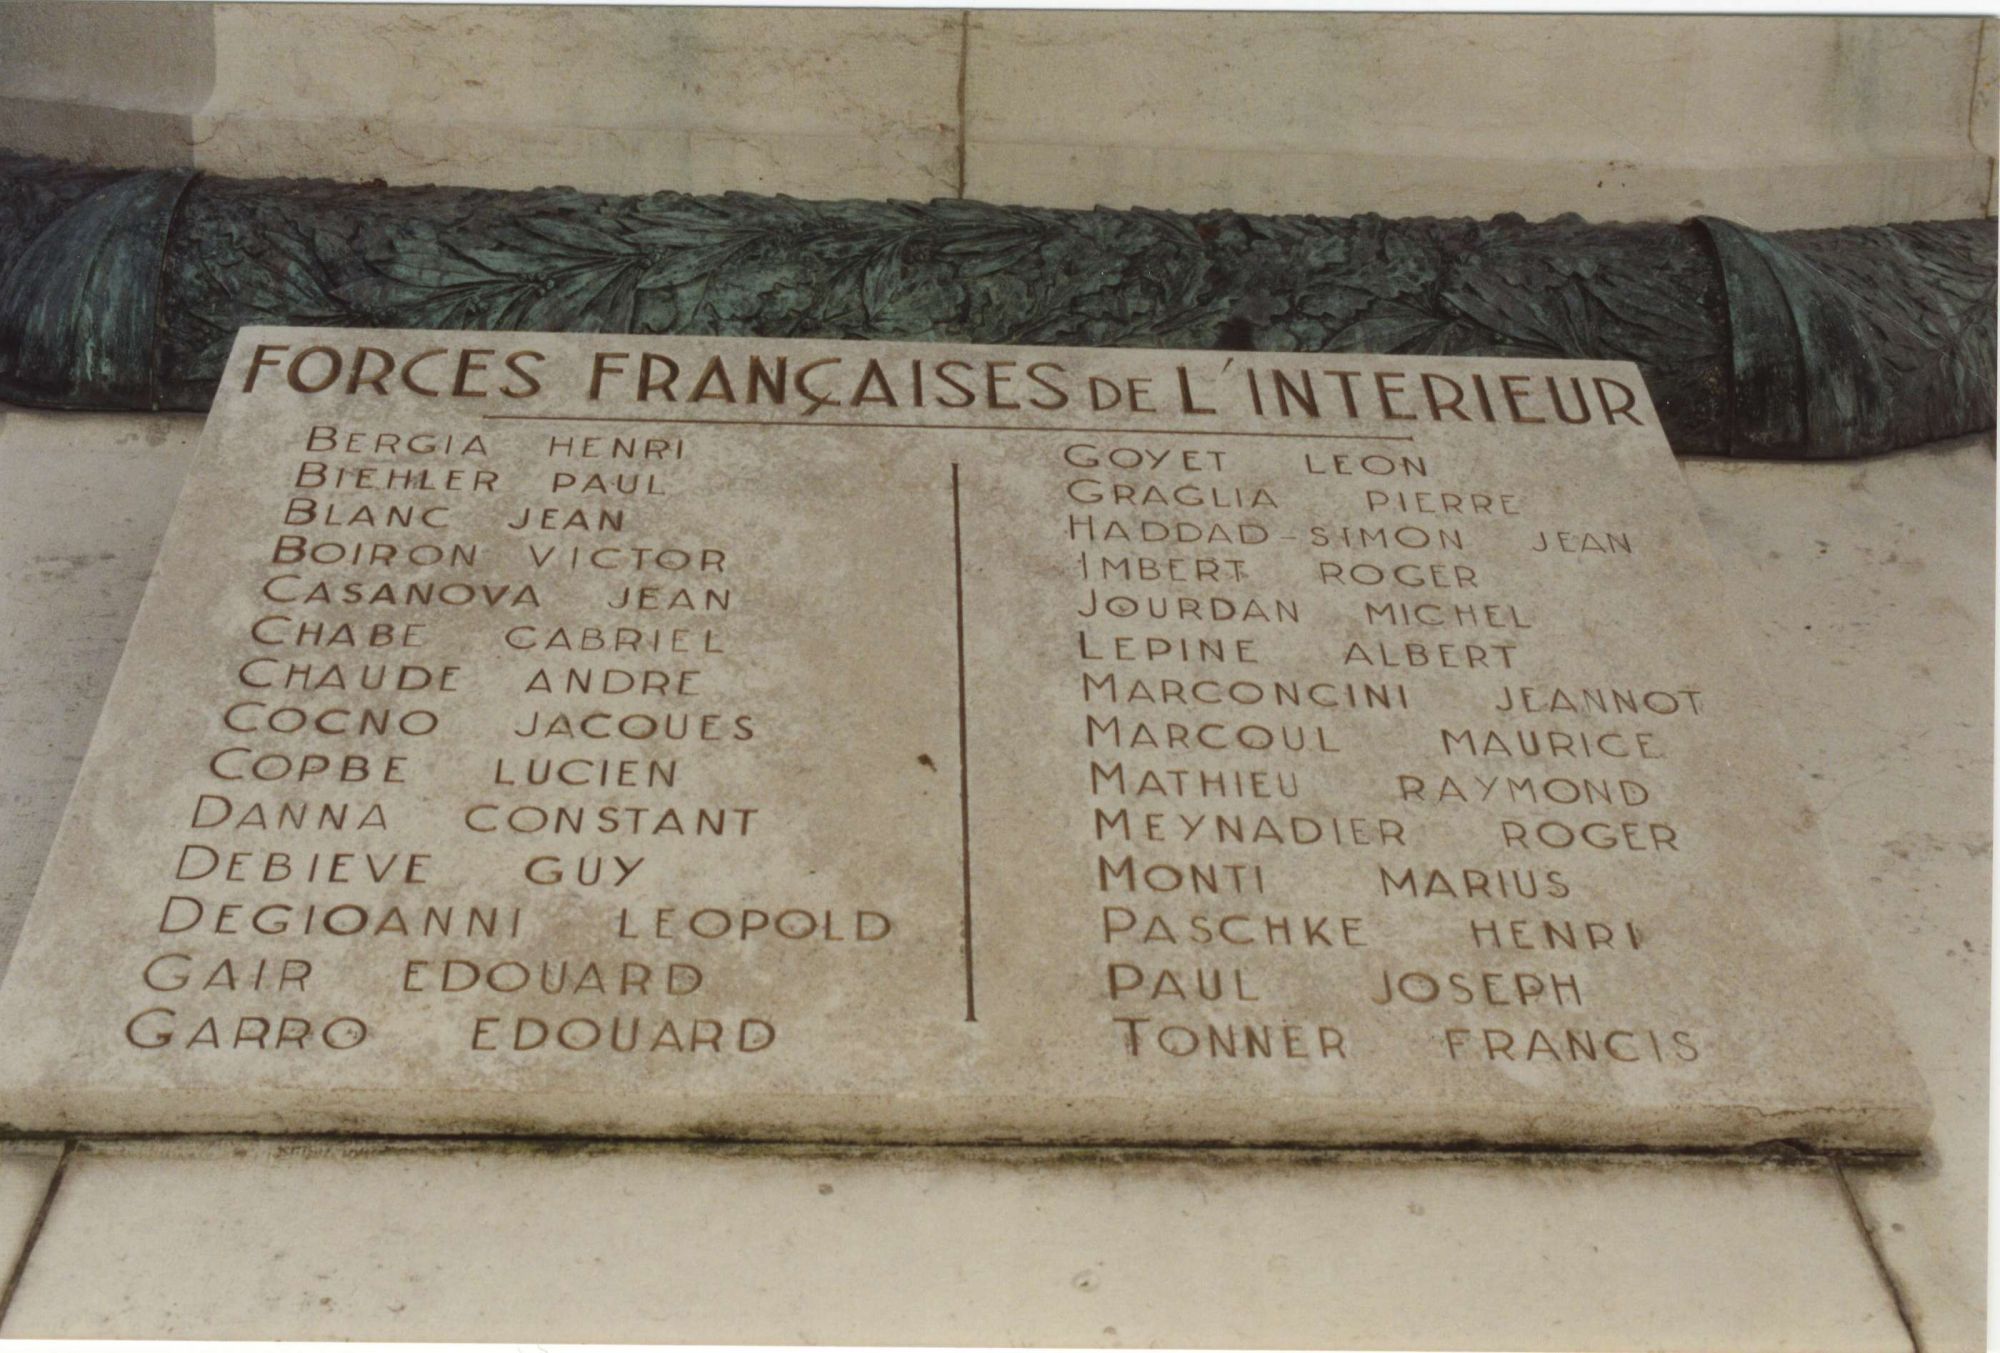 FORCES FRANÇAISES DE L'INTERIEUR
BERGIA HENRI
BIEHLER PAUL
BLANC JEAN
BOIRON VICTOR
CASANOVA JEAN
CHABE GABRIEL
CHAUDE ANDRE
COGNO JACQUES
COPBE LUCIEN
DANNA CONSTANT
DEBIEVE GUY
DEGIOANNI LEOPOLD
GAIR EDOUARD
GARRO EDOUARD
GOYET LEON
GRAGLIA PIERRE
HADDAD-SIMON JEAN
IMBERT ROGER
JOURDAN MICHEL
LEPINE ALBERT
MARCONCINI JEANNOT
MARCOUL MAURICE
MATHIEU RAYMOND
MEYNADIER ROGER
MONTI MARIUS
PASCHKE HENRI
PAUL JOSEPH
TONNER FRANCIS